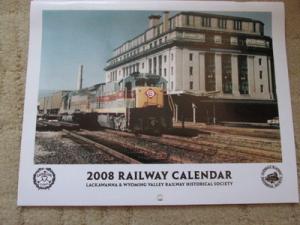 2008 RAILWAY CALENDAR
LACKAWANNA & WYOMING VALLEY RAILWAY HISTORICAL SOCIETY